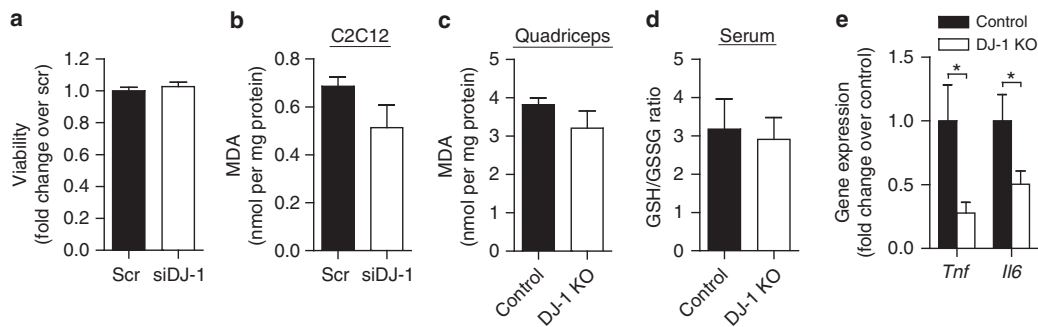 a
Viability
(fold change over scr)
1.2
1.0
0.8
0.6
0.4
0.2
0.0
Scr
siDJ-1
b
C2C12
MDA
(nmol per mg protein)
0.8
0.6
0.4
0.2
0.0
Scr
siDJ-1
c
Quadriceps
MDA
(nmol per mg protein)
5
4
3
2
1
0
Control
DJ-1 KO
d
Serum
GSH/GSSG ratio
5
4
3
2
1
0
Control
DJ-1 KO
e
Control
DJ-1 KO
Gene expression
(fold change over control)
1.5
1.0
0.5
0.0
*
*
Tnf
Il6